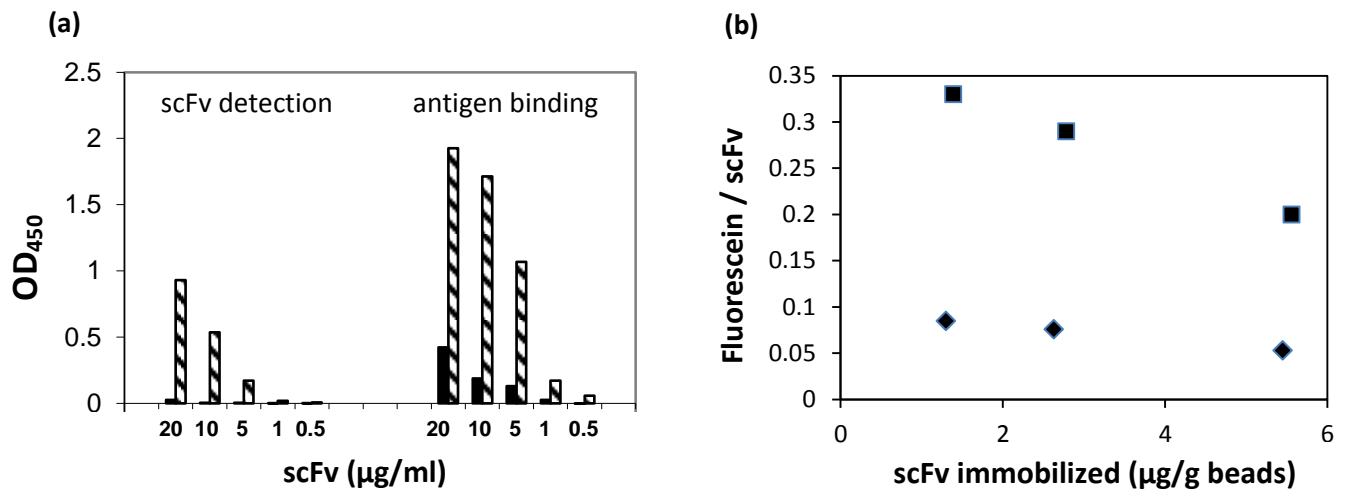 (a)
OD450
2.5
2
1.5
1
0.5
0
scFv detection
antigen binding
20 10 5 1 0.5
20 10 5 1 0.5
scFv (µg/ml)
(b)
Fluorescein / scFv
0.35
0.3
0.25
0.2
0.15
0.1
0.05
0
0 2 4 6
scFv immobilized (µg/g beads)